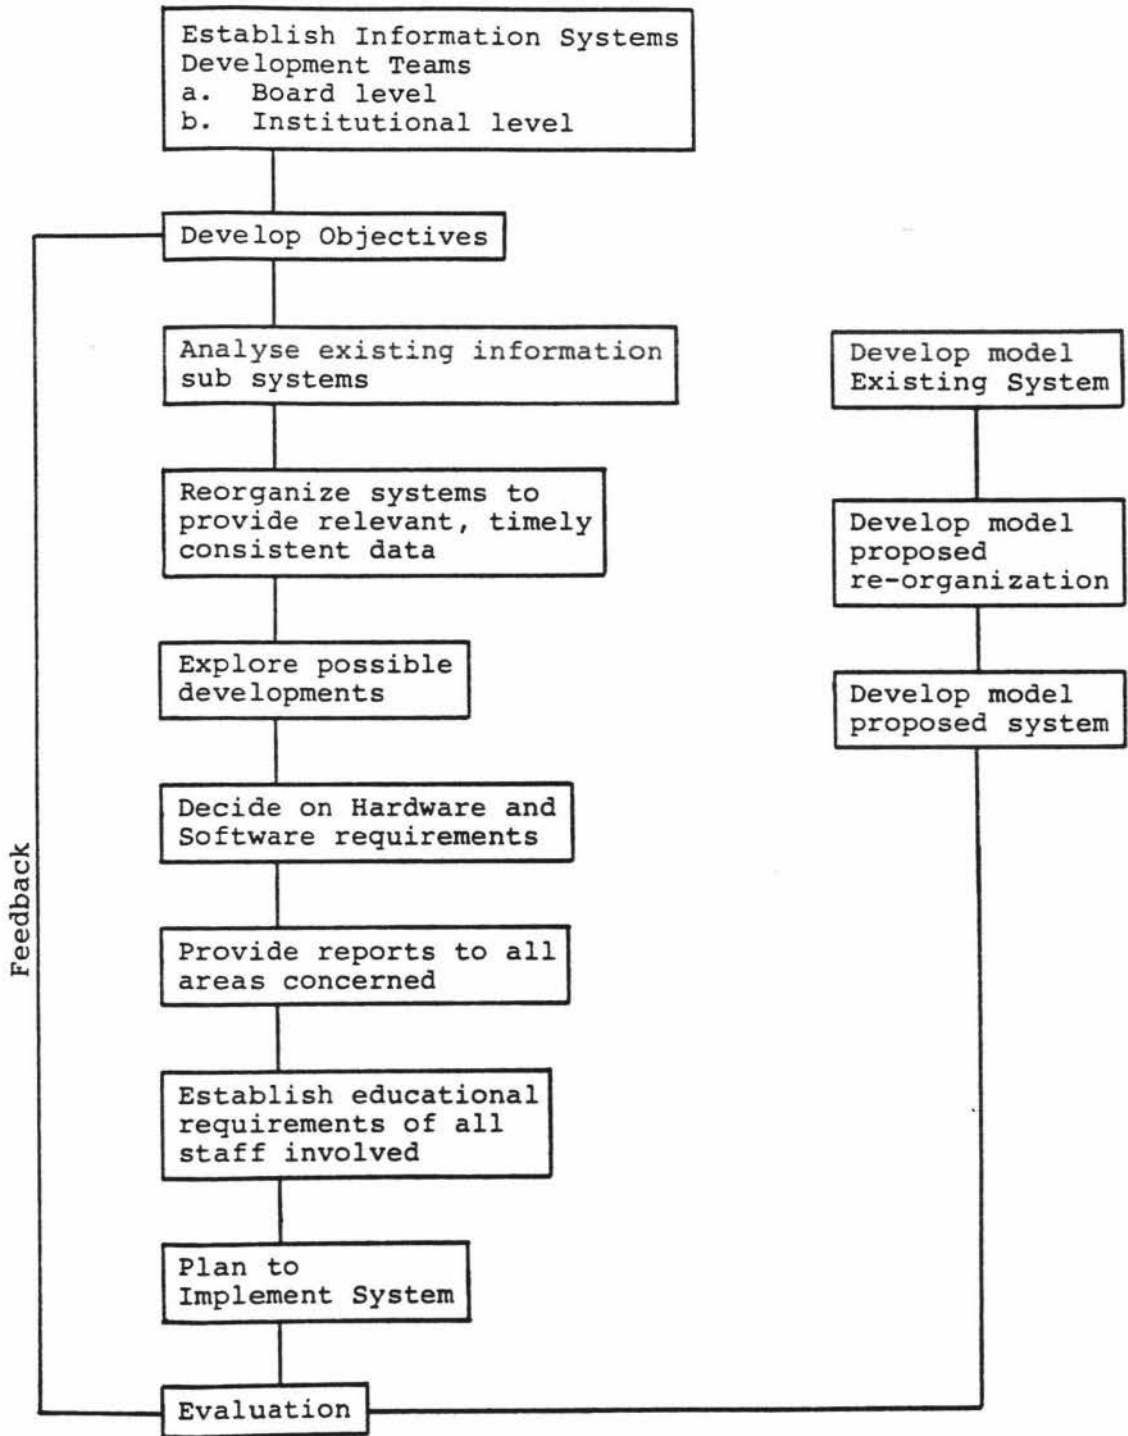 Establish Information Systems
Development Teams
a. Board level
b. Institutional level
Develop Objectives
Analyse existing information
sub systems
Reorganize systems to
provide relevant, timely
consistent data
Explore possible
developments
Decide on Hardware and
Software requirements
Provide reports to all
areas concerned
Establish educational
requirements of all
staff involved
Plan to
Implement System
Evaluation
Feedback
Develop model
Existing System
Develop model
proposed
re-organization
Develop model
proposed system